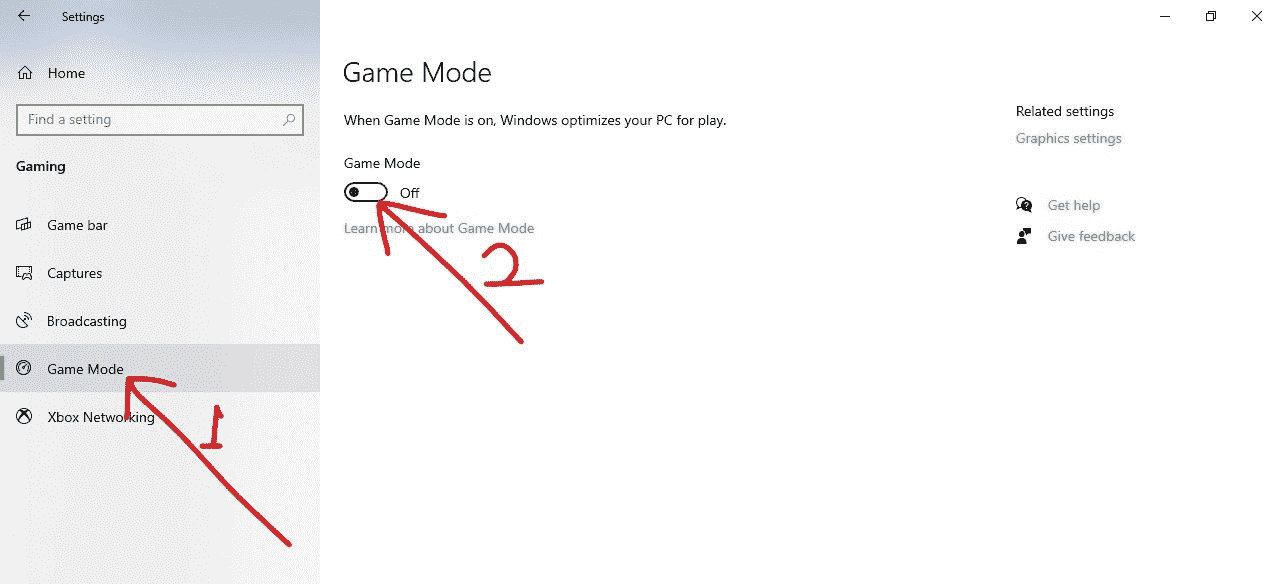 Settings
Home
Find a setting
Gaming
Game bar
Captures
Broadcasting
Game Mode
Xbox Networking
1
Game Mode
When Game Mode is on, Windows optimizes your PC for play.
Game Mode
Off
Learn more about Game Mode
2
Related settings
Graphics settings
Get help
Give feedback